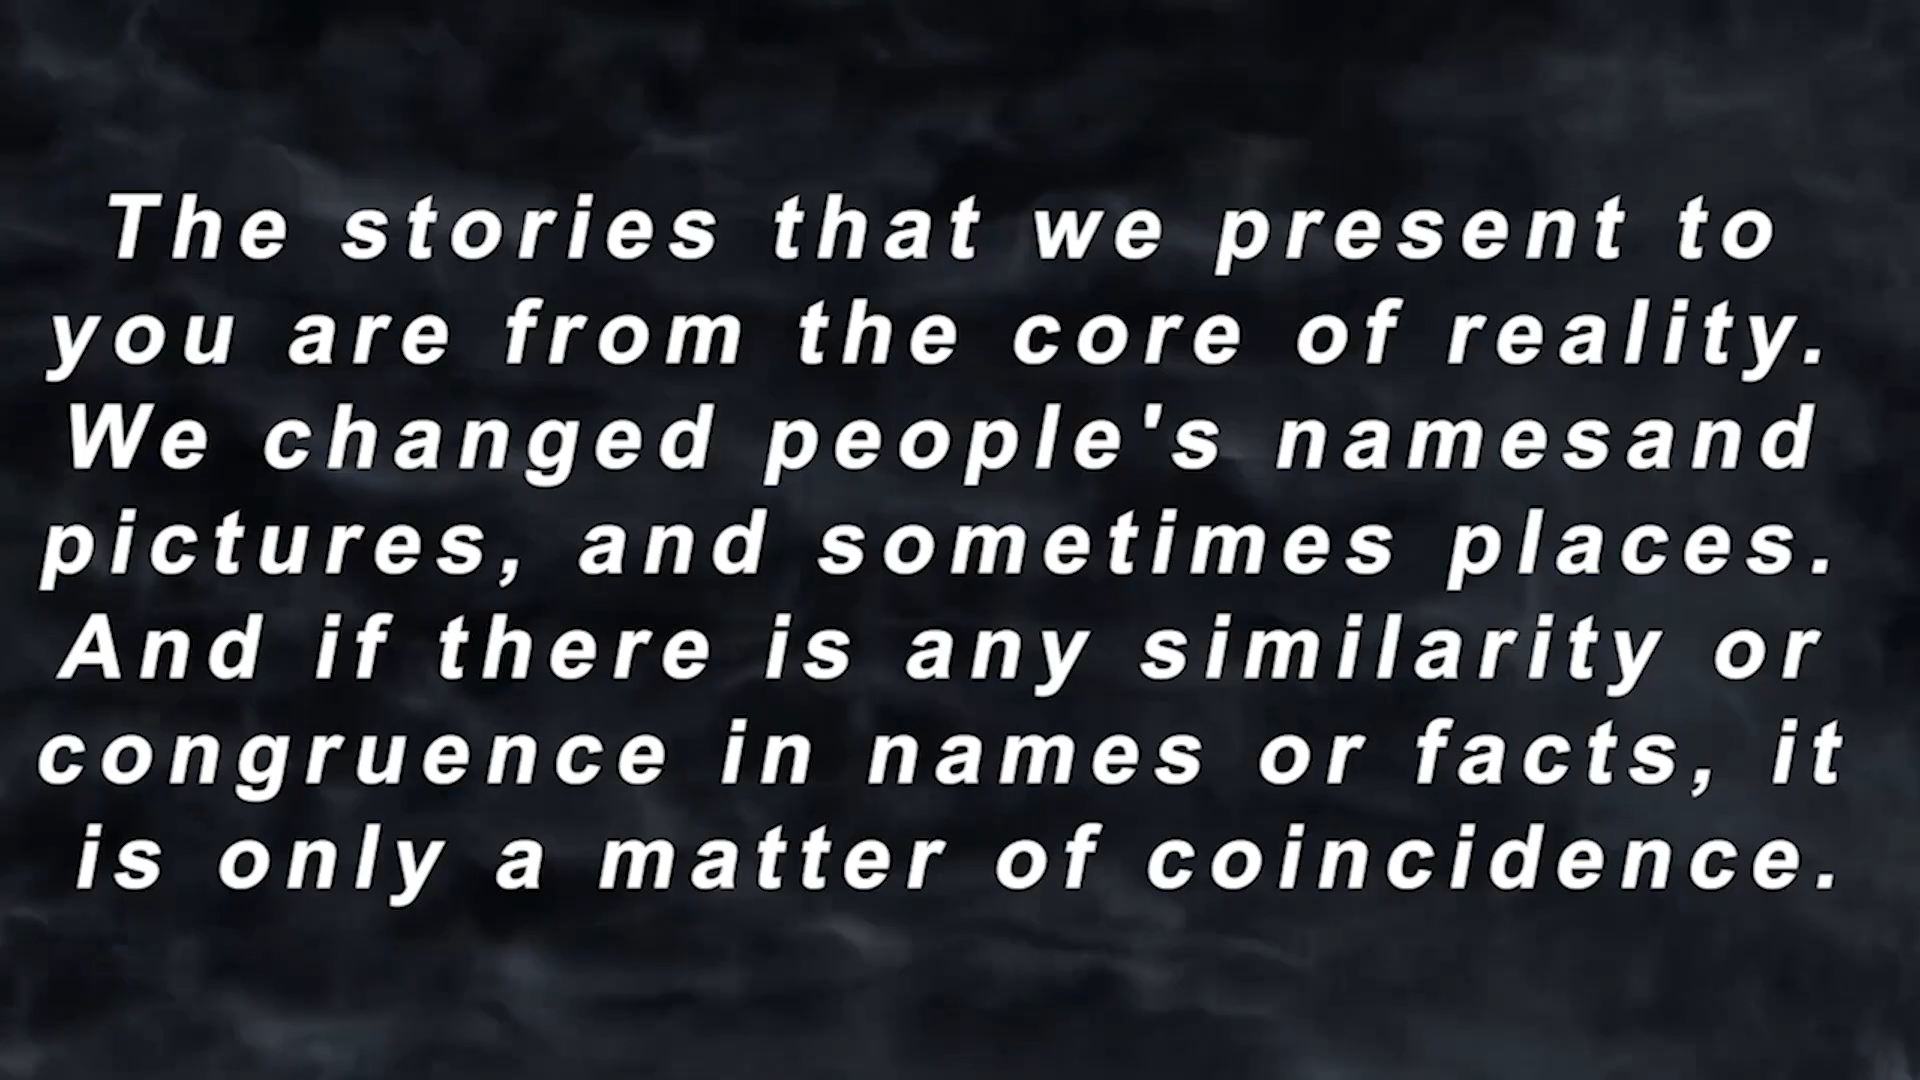 The stories that we present to
you are from the core of reality.
We changed people's namesand
pictures, and sometimes places.
And if there is any similarity or
congruence in names or facts, it
is only a matter of coincidence.